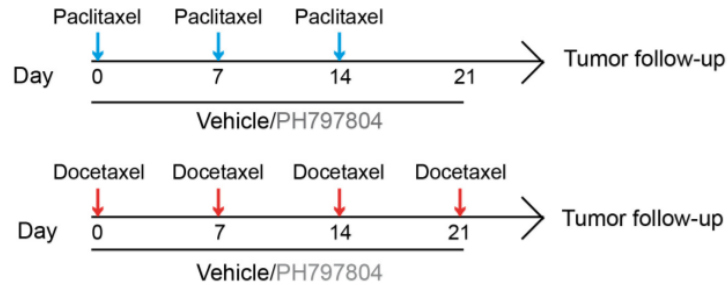 Paclitaxel Paclitaxel Paclitaxel
Tumor follow-up
Day 0 7 14 21
Vehicle/PH797804
Docetaxel Docetaxel Docetaxel Docetaxel
Tumor follow-up
Day 0 7 14 21
Vehicle/PH797804